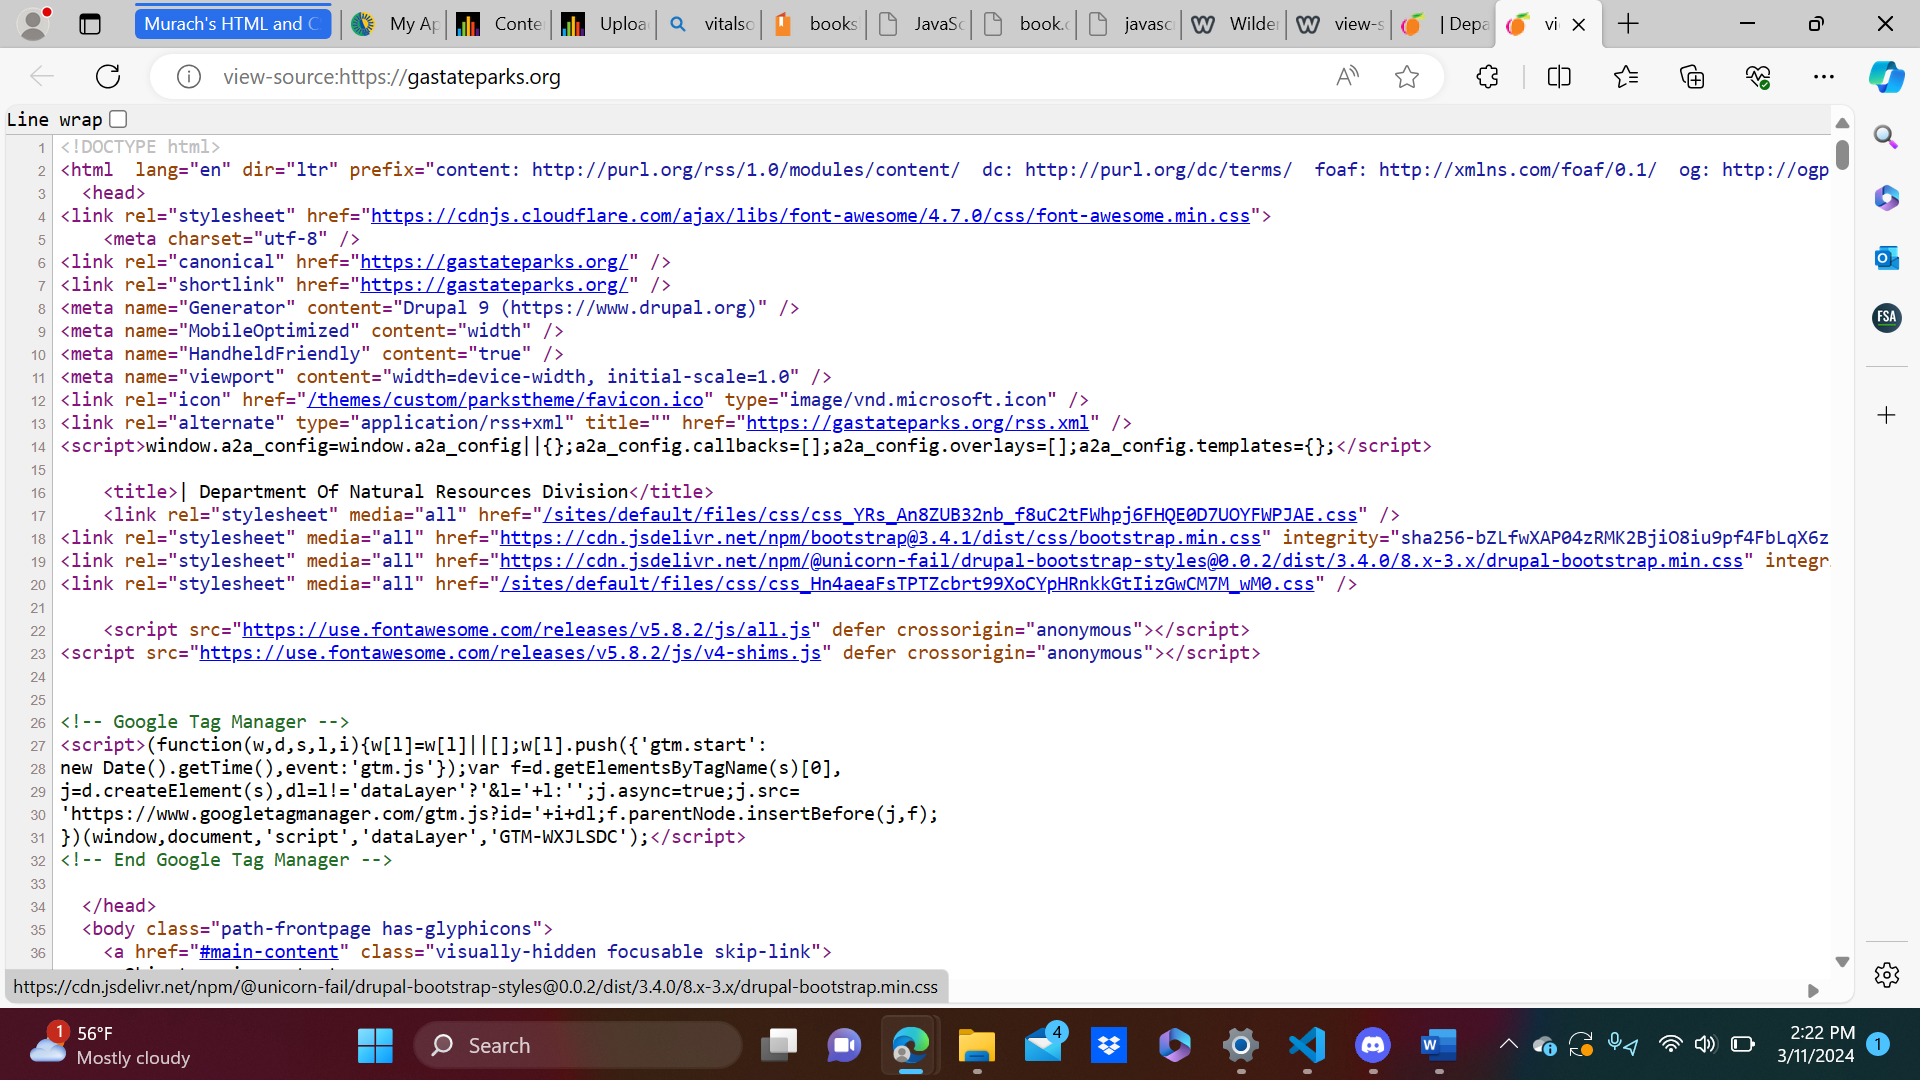 Murach's HTML and C
My Ap
Conte
Uploa
vitalso
books
JavaSc
book.c
javasc
Wilder
view-s
| Depa
vi
view-source:https://gastateparks.org
Line wrap
1 <!DOCTYPE html>
2 <html  lang="en" dir="ltr" prefix="content: http://purl.org/rss/1.0/modules/content/  dc: http://purl.org/dc/terms/  foaf: http://xmlns.com/foaf/0.1/  og: http://ogp
3 <head>
4 <link rel="stylesheet" href="https://cdnjs.cloudflare.com/ajax/libs/font-awesome/4.7.0/css/font-awesome.min.css">
5 <meta charset="utf-8" />
6 <link rel="canonical" href="https://gastateparks.org/" />
7 <link rel="shortlink" href="https://gastateparks.org/" />
8 <meta name="Generator" content="Drupal 9 (https://www.drupal.org)" />
9 <meta name="MobileOptimized" content="width" />
10 <meta name="HandheldFriendly" content="true" />
11 <meta name="viewport" content="width=device-width, initial-scale=1.0" />
12 <link rel="icon" href="/themes/custom/parkstheme/favicon.ico" type="image/vnd.microsoft.icon" />
13 <link rel="alternate" type="application/rss+xml" title="" href="https://gastateparks.org/rss.xml" />
14 <script>window.a2a_config=window.a2a_config||{};a2a_config.callbacks=[];a2a_config.overlays=[];a2a_config.templates={};</script>
15
16 <title>| Department Of Natural Resources Division</title>
17 <link rel="stylesheet" media="all" href="/sites/default/files/css/css_YRs_An8ZUB32nb_f8uC2tFWhpj6FHQE0D7UOYFWPJAE.css" />
18 <link rel="stylesheet" media="all" href="https://cdn.jsdelivr.net/npm/bootstrap@3.4.1/dist/css/bootstrap.min.css" integrity="sha256-bZLfwXAP04zRMK2BjiO8iu9pf4FbLqX6z
19 <link rel="stylesheet" media="all" href="https://cdn.jsdelivr.net/npm/@unicorn-fail/drupal-bootstrap-styles@0.0.2/dist/3.4.0/8.x-3.x/drupal-bootstrap.min.css" integr
20 <link rel="stylesheet" media="all" href="/sites/default/files/css/css_Hn4aeaFsTPTZcbrt99XoCYpHRnkkGtIizGwCM7M_wM0.css" />
21
22 <script src="https://use.fontawesome.com/releases/v5.8.2/js/all.js" defer crossorigin="anonymous"></script>
23 <script src="https://use.fontawesome.com/releases/v5.8.2/js/v4-shims.js" defer crossorigin="anonymous"></script>
24
25
26 <!-- Google Tag Manager -->
27 <script>(function(w,d,s,l,i){w[l]=w[l]||[];w[l].push({'gtm.start':
28 new Date().getTime(),event:'gtm.js'});var f=d.getElementsByTagName(s)[0],
29 j=d.createElement(s),dl=l!='dataLayer'?'&l='+l:'';j.async=true;j.src=
30 'https://www.googletagmanager.com/gtm.js?id='+i+dl;f.parentNode.insertBefore(j,f);
31 })(window,document,'script','dataLayer','GTM-WXJLSDC');</script>
32 <!-- End Google Tag Manager -->
33
34 </head>
35 <body class="path-frontpage has-glyphicons">
36 <a href="#main-content" class="visually-hidden focusable skip-link">
https://cdn.jsdelivr.net/npm/@unicorn-fail/drupal-bootstrap-styles@0.0.2/dist/3.4.0/8.x-3.x/drupal-bootstrap.min.css
FSA
1
56°F
Mostly cloudy
Search
4
2:22 PM
3/11/2024
1